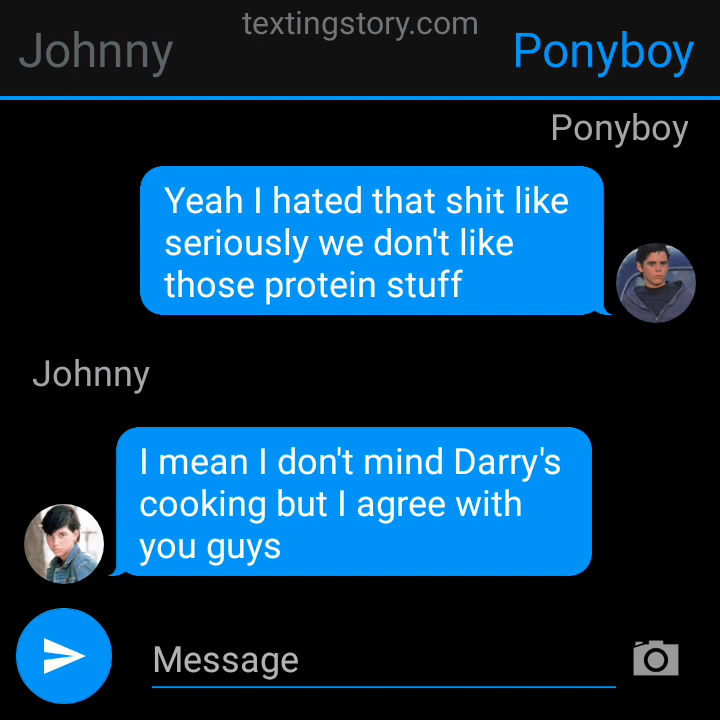 textingstory.com
Johnny
Ponyboy
Ponyboy
Yeah I hated that shit like
seriously we don't like
those protein stuff
Johnny
I mean I don't mind Darry's
cooking but I agree with
you guys
Message